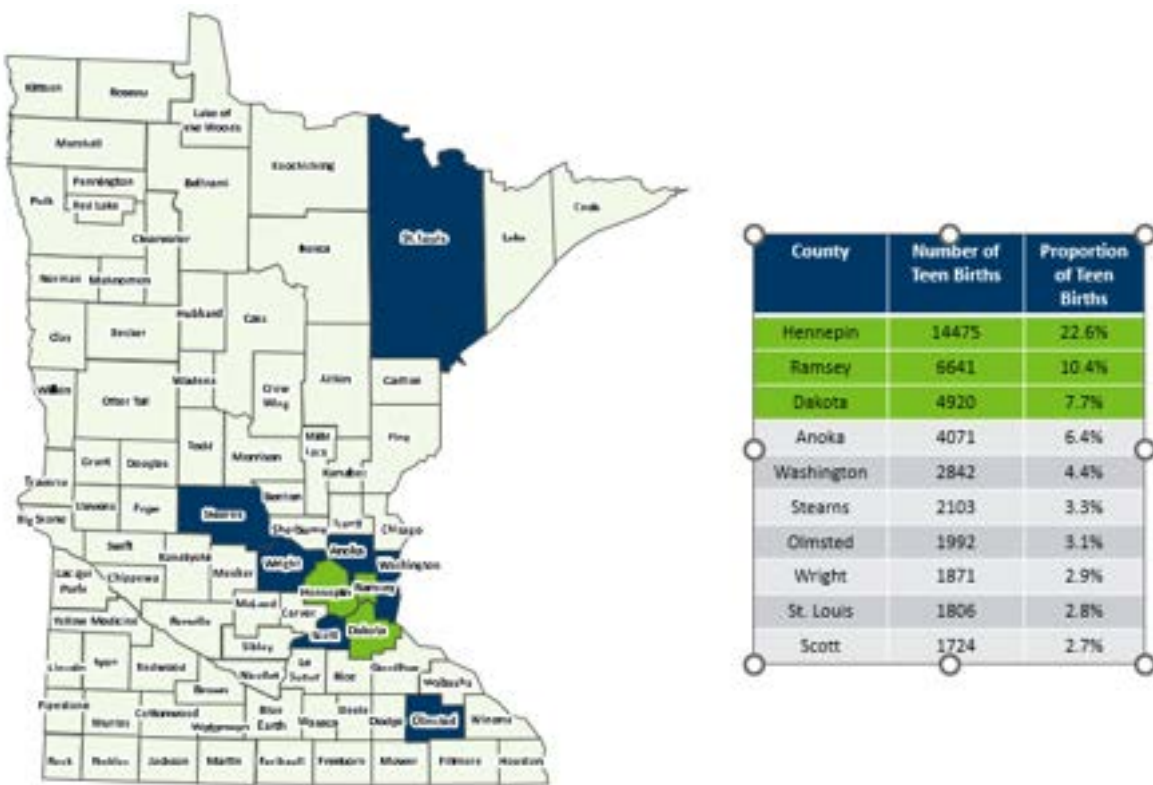 Kittson
Roseau
Lake of
the Woods
Marshall
Koochiching
Pennington
Beltrami
Polk
Red Lake
Cook
St. Louis
Lake
Clearwater
Itasca
Norman
Mahnomen
Hubbard
Cass
Clay
Becker
Wadena
Aitkin
Carlton
Crow
Wing
Wilkin
Otter Tail
Todd
Mille
Lacs
Pine
Morrison
Grant
Douglas
Kanabec
Traverse
Benton
Stevens
Pope
Stearns
Big Stone
Sherburne
Isanti
Chisago
Swift
Kandiyohi
Anoka
Wright
Washington
Meeker
Lac qui
Parle
Chippewa
Hennepin
Ramsey
McLeod
Carver
Yellow Medicine
Renville
Scott
Dakota
Sibley
Lincoln
Lyon
Redwood
Nicollet
Le
Sueur
Rice
Goodhue
Wabasha
Brown
Pipestone
Murray
Cottonwood
Watonwan
Blue
Earth
Waseca
Steele
Dodge
Olmsted
Winona
Rock
Nobles
Jackson
Martin
Faribault
Freeborn
Mower
Fillmore
Houston
County Number of Proportion
Teen Births of Teen
Births
Hennepin 14475 22.6%
Ramsey 6641 10.4%
Dakota 4920 7.7%
Anoka 4071 6.4%
Washington 2842 4.4%
Stearns 2103 3.3%
Olmsted 1992 3.1%
Wright 1871 2.9%
St. Louis 1806 2.8%
Scott 1724 2.7%